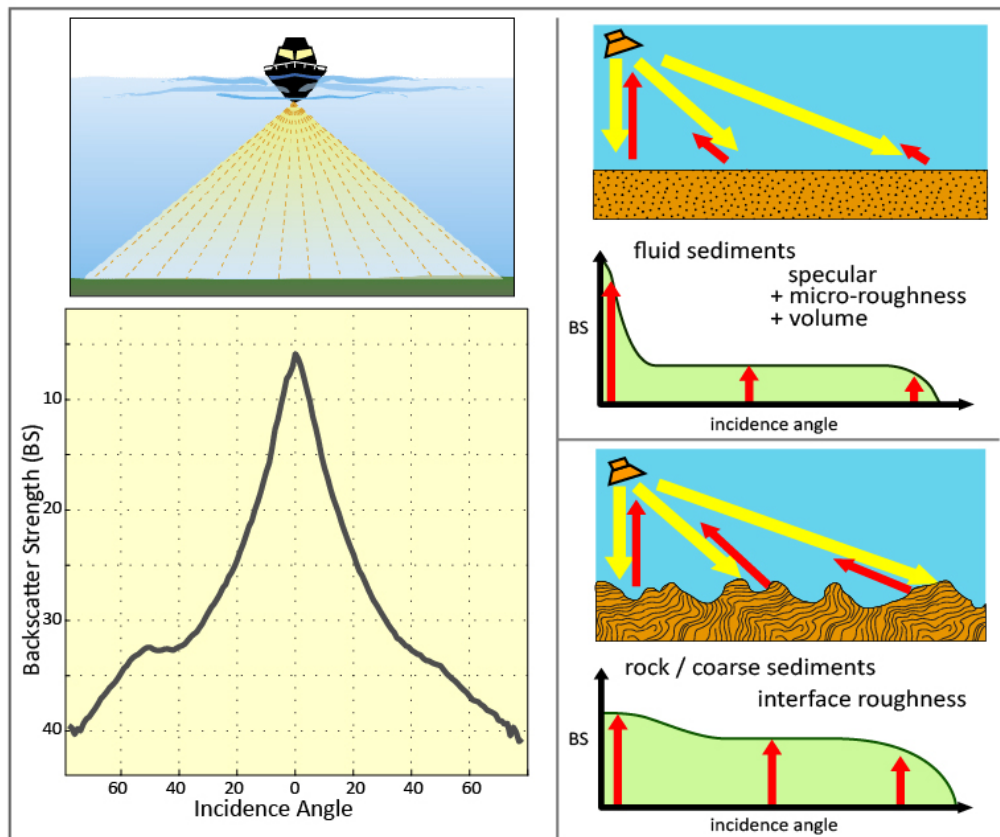 Backscatter Strength (BS)
10
20
30
40
60
40
20
0
20
40
60
Incidence Angle
fluid sediments
specular
+ micro-roughness
+ volume
BS
incidence angle
rock / coarse sediments
interface roughness
BS
incidence angle